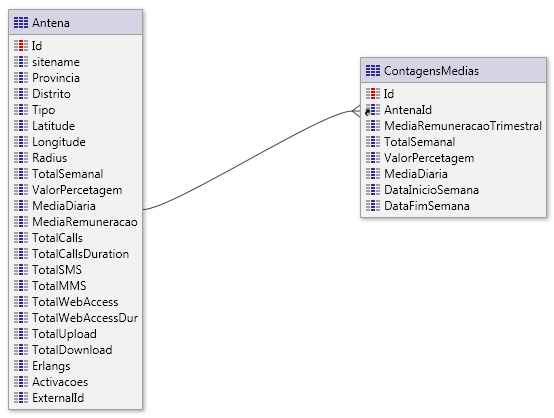 Antena
Id
sitename
Provincia
Distrito
Tipo
Latitude
Longitude
Radius
TotalSemanal
ValorPercetagem
MediaDiaria
MediaRemuneracao
TotalCalls
TotalCallsDuration
TotalSMS
TotalMMS
TotalWebAccess
TotalWebAccessDur
TotalUpload
TotalDownload
Erlangs
Activacoes
ExternalId
ContagensMedias
Id
AntenaId
MediaRemuneracaoTrimestral
TotalSemanal
ValorPercetagem
MediaDiaria
DataInicioSemana
DataFimSemana